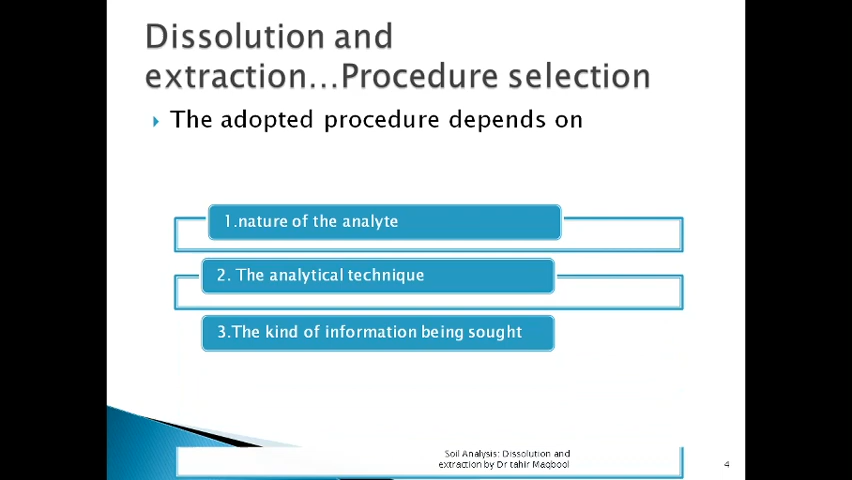 Dissolution and
extraction...Procedure selection
The adopted procedure depends on
1.nature of the analyte
2. The analytical technique
3.The kind of information being sought
Soil Analysis: Dissolution and
extraction by Dr tahir Maqbool
4